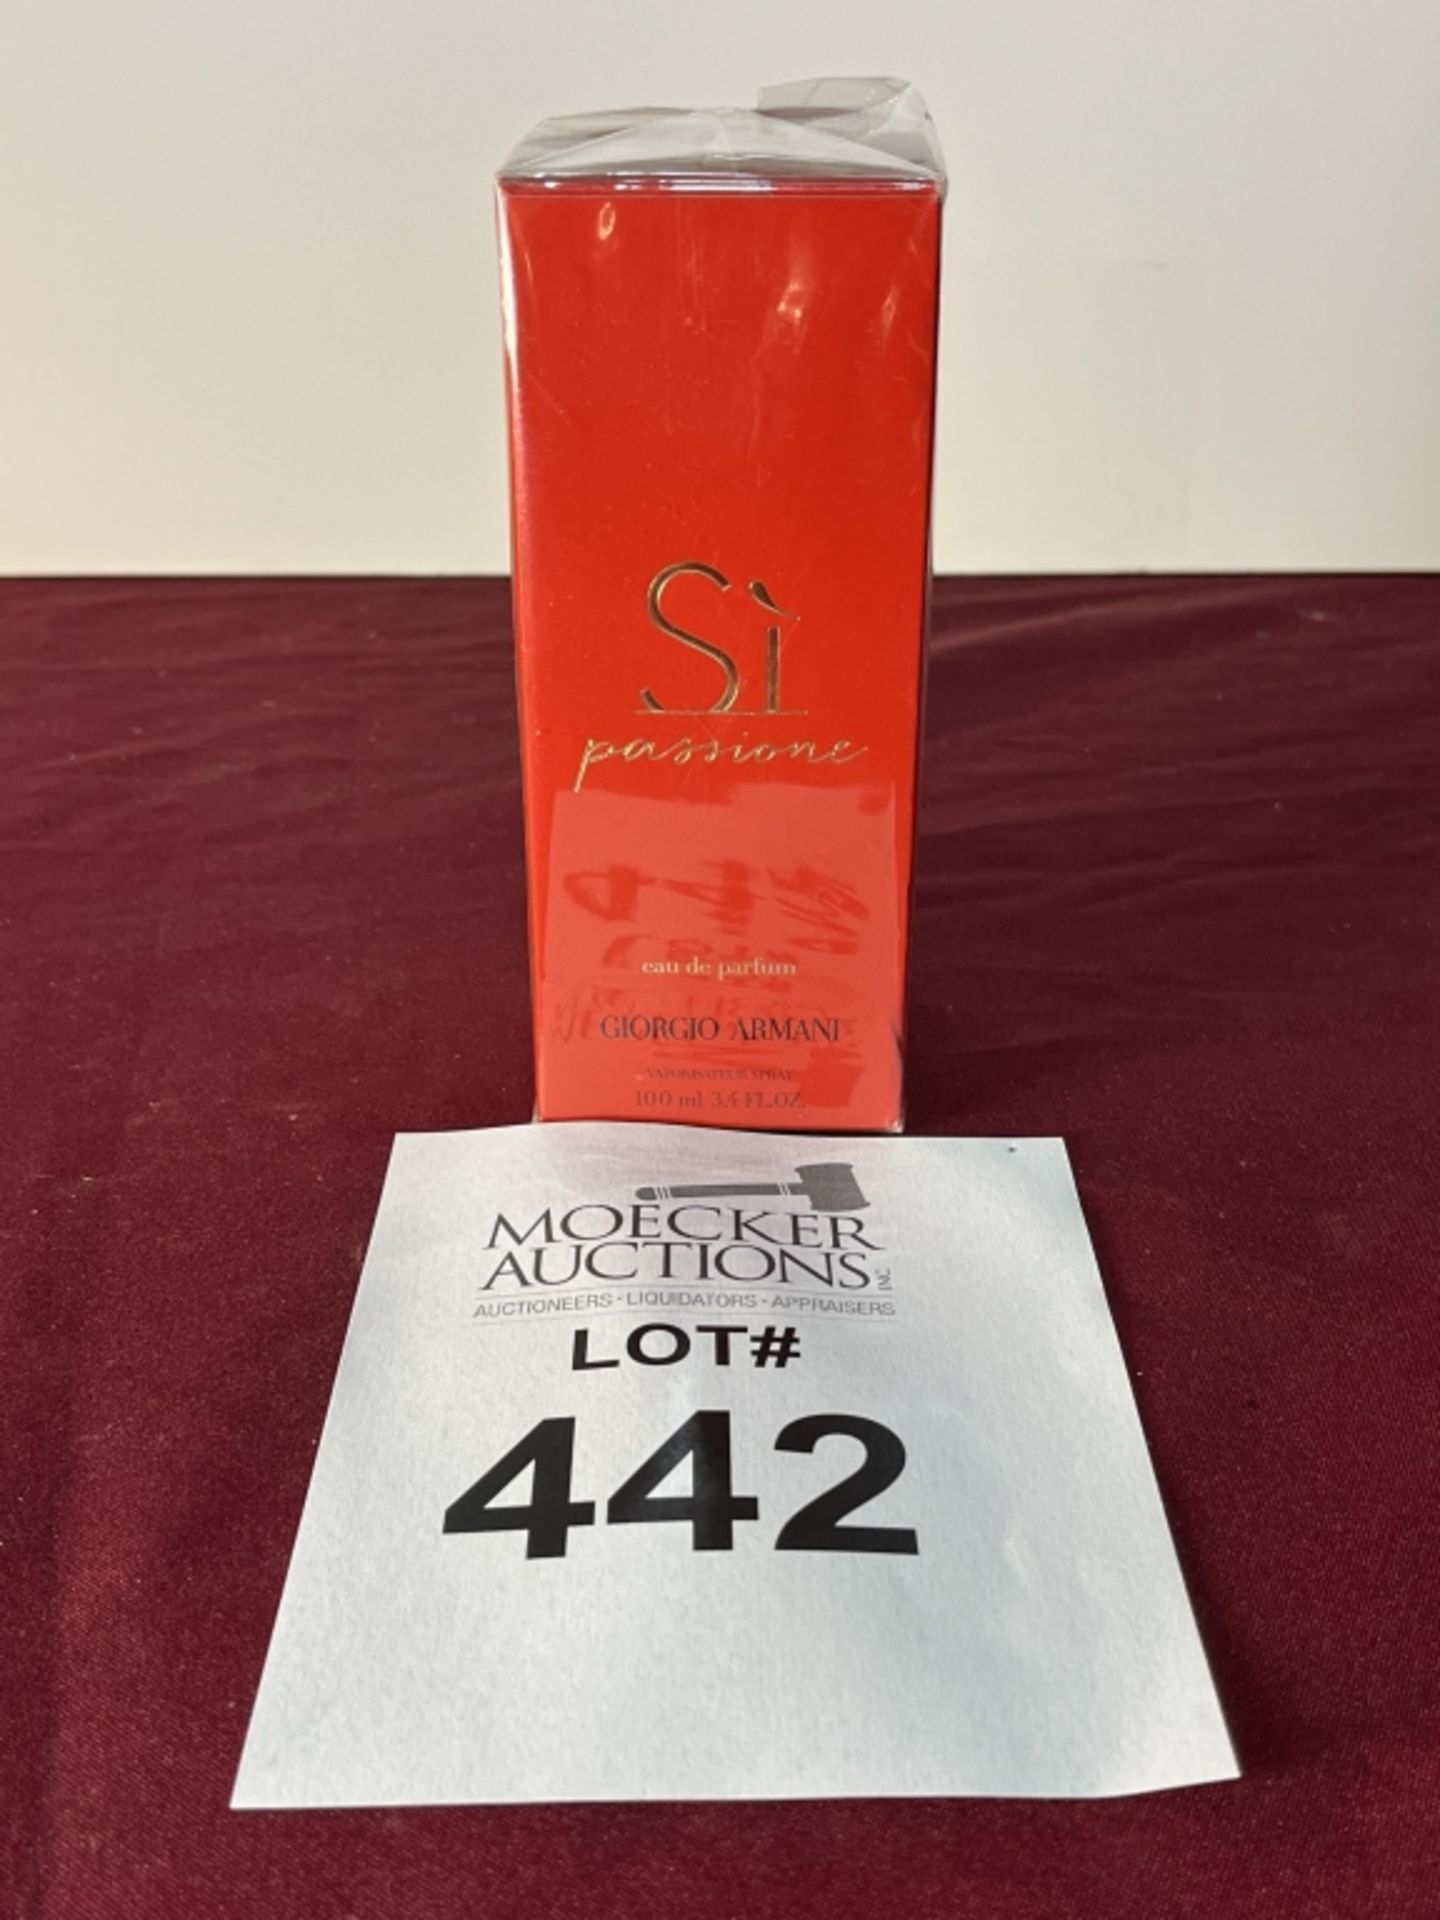 Sì
passione
eau de parfum
GIORGIO ARMANI
VAPORISATEUR SPRAY
100 ml 3.4 FL.OZ.
MOECKER
AUCTIONS INC
AUCTIONEERS · LIQUIDATORS · APPRAISERS
LOT#
442